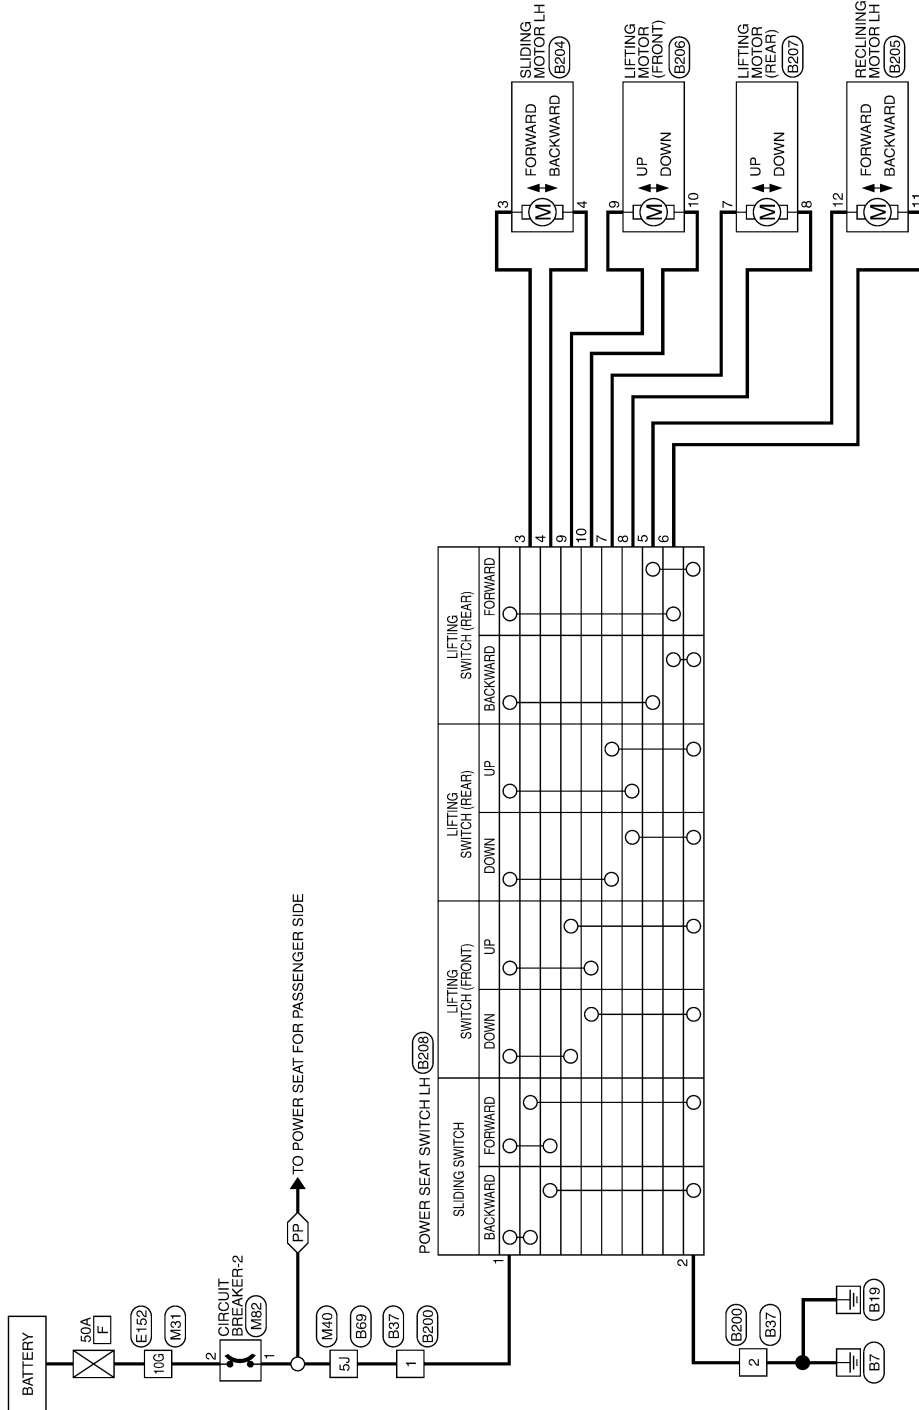 BATTERY
50A
F
E152
10G
M31
CIRCUIT
BREAKER-2
M82
2
1
PP
TO POWER SEAT FOR PASSENGER SIDE
M40
5J
B69
B37
1
B200
POWER SEAT SWITCH LH
B208
SLIDING SWITCH
LIFTING
SWITCH (FRONT)
LIFTING
SWITCH (REAR)
LIFTING
SWITCH (REAR)
BACKWARD
FORWARD
DOWN
UP
DOWN
UP
BACKWARD
FORWARD
1
2
3
4
9
10
7
8
5
6
B200
2
B37
B7
B19
SLIDING
MOTOR LH
B204
3
4
M
FORWARD
BACKWARD
LIFTING
MOTOR
(FRONT)
B206
9
10
M
UP
DOWN
LIFTING
MOTOR
(REAR)
B207
7
8
M
UP
DOWN
RECLINING
MOTOR LH
B205
12
11
M
FORWARD
BACKWARD